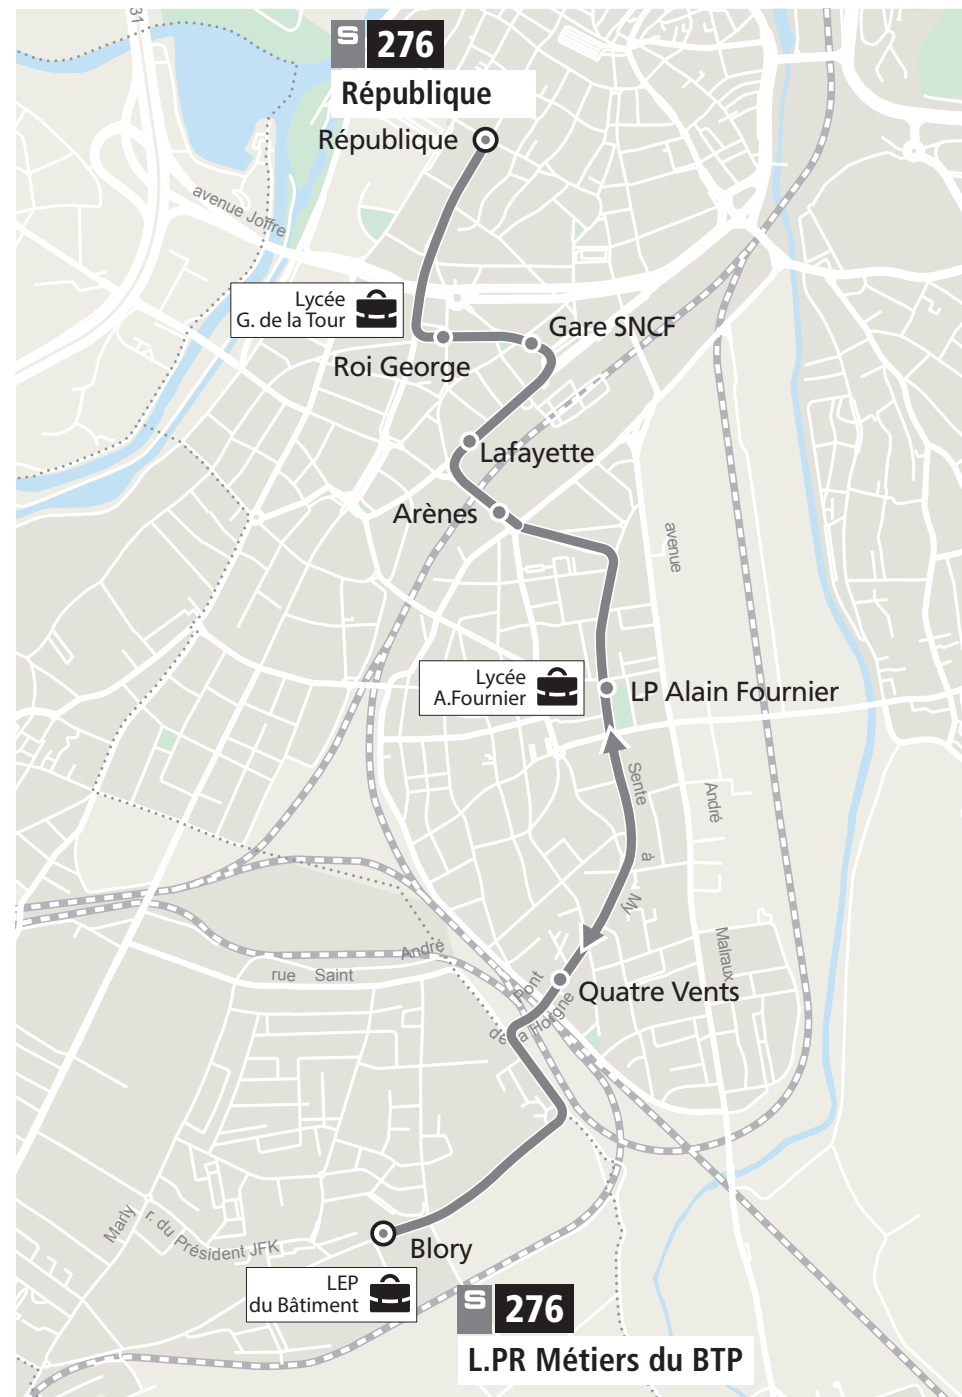 31
S 276
République
République
avenue Joffre
Lycée
G. de la Tour
Gare SNCF
Roi George
Lafayette
Arènes
avenue
Lycée
A.Fournier
LP Alain Fournier
Sente
André
à
My
Malraux
André
rue Saint
Pont
Quatre Vents
de la Horgne
Marly
r. du Président JFK
Blory
LEP
du Bâtiment
S 276
L.PR Métiers du BTP